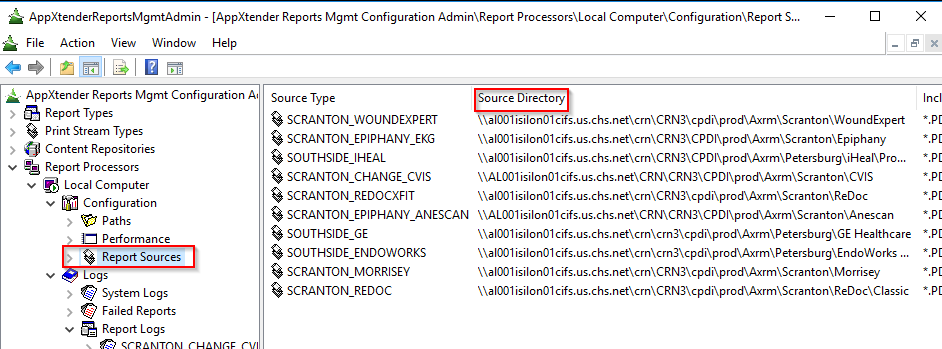 AppXtenderReportsMgmtAdmin - [AppXtender Reports Mgmt Configuration Admin\Report Processors\Local Computer\Configuration\Report S...
File Action View Window Help
AppXtender Reports Mgmt Configuration Ad
Report Types
Print Stream Types
Content Repositories
Report Processors
Local Computer
Configuration
Paths
Performance
Report Sources
Logs
System Logs
Failed Reports
Report Logs
SCRANTON_CHANGE_CVI
Source Type Source Directory Incl
SCRANTON_WOUNDEXPERT \\al001isilon01cifs.us.chs.net\crn\CRN3\cpdi\prod\Axrm\Scranton\WoundExpert *.PD
SCRANTON_EPIPHANY_EKG \\al001isilon01cifs.us.chs.net\crn\CRN3\CPDI\prod\Axrm\Scranton\Epiphany *.PD
SOUTHSIDE_IHEAL \\al001isilon01cifs.us.chs.net\crn\CRN3\cpdi\prod\Axrm\Petersburg\iHeal\Pro... *.PD
SCRANTON_CHANGE_CVIS \\AL001isilon01cifs.us.chs.net\CRN\CRN3\CPDI\prod\Axrm\Scranton\CVIS *.PD
SCRANTON_REDOCXFIT \\al001isilon01cifs.us.chs.net\crn\CRN3\cpdi\prod\Axrm\Scranton\ReDoc *.PD
SCRANTON_EPIPHANY_ANESCAN \\AL001isilon01cifs.us.chs.net\CRN\CRN3\CPDI\prod\Axrm\Scranton\Anescan *.PD
SOUTHSIDE_GE \\al001isilon01cifs.us.chs.net\crn\crn3\cpdi\prod\Axrm\Petersburg\GE Healthcare *.PD
SOUTHSIDE_ENDOWORKS \\al001isilon01cifs.us.chs.net\crn\crn3\cpdi\prod\Axrm\Petersburg\EndoWorks ... *.PD
SCRANTON_MORRISEY \\al001isilon01cifs.us.chs.net\crn\CRN3\cpdi\prod\Axrm\Scranton\Morrisey *.PD
SCRANTON_REDOC \\al001isilon01cifs.us.chs.net\crn\CRN3\cpdi\prod\Axrm\Scranton\ReDoc\Classic *.PD